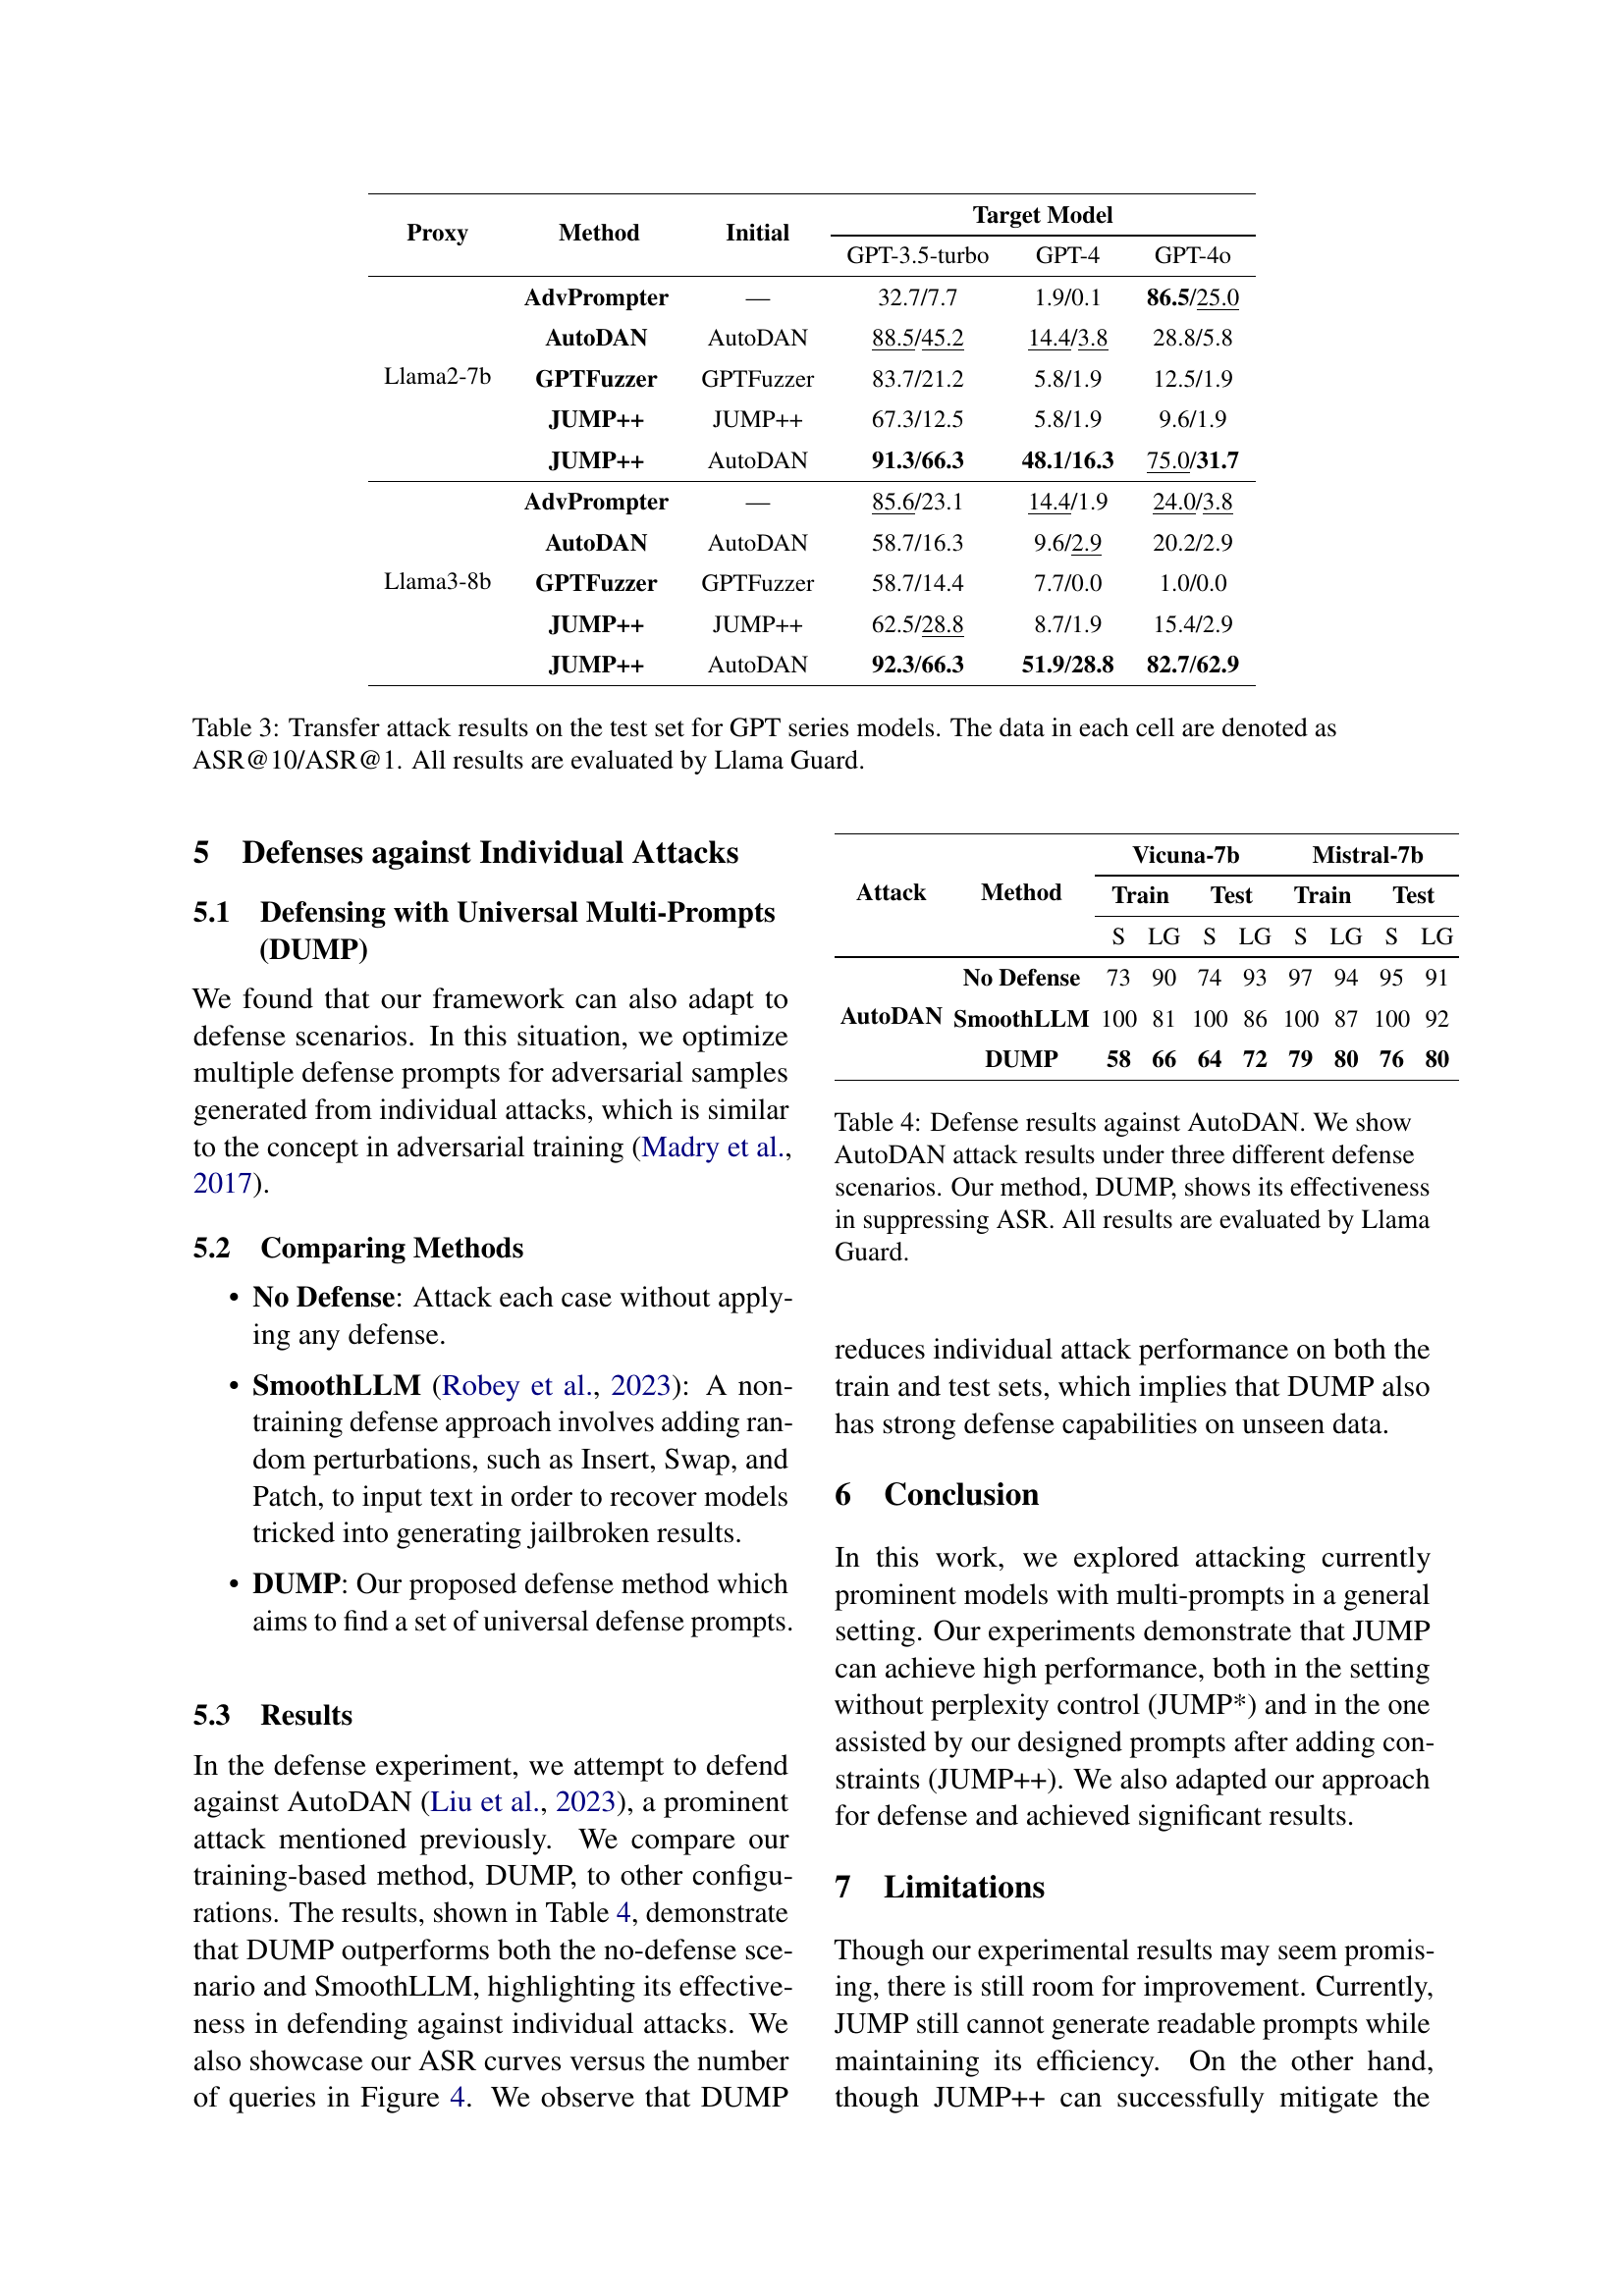 Proxy Method Initial Target Model
GPT-3.5-turbo GPT-4 GPT-4o
Llama2-7b
AdvPrompter — 32.7/7.7 1.9/0.1 86.5/25.0
AutoDAN AutoDAN 88.5/45.2 14.4/3.8 28.8/5.8
GPTFuzzer GPTFuzzer 83.7/21.2 5.8/1.9 12.5/1.9
JUMP++ JUMP++ 67.3/12.5 5.8/1.9 9.6/1.9
JUMP++ AutoDAN 91.3/66.3 48.1/16.3 75.0/31.7
Llama3-8b
AdvPrompter — 85.6/23.1 14.4/1.9 24.0/3.8
AutoDAN AutoDAN 58.7/16.3 9.6/2.9 20.2/2.9
GPTFuzzer GPTFuzzer 58.7/14.4 7.7/0.0 1.0/0.0
JUMP++ JUMP++ 62.5/28.8 8.7/1.9 15.4/2.9
JUMP++ AutoDAN 92.3/66.3 51.9/28.8 82.7/62.9
Table 3: Transfer attack results on the test set for GPT series models. The data in each cell are denoted as
ASR@10/ASR@1. All results are evaluated by Llama Guard.
5 Defenses against Individual Attacks
5.1 Defensing with Universal Multi-Prompts
(DUMP)
We found that our framework can also adapt to
defense scenarios. In this situation, we optimize
multiple defense prompts for adversarial samples
generated from individual attacks, which is similar
to the concept in adversarial training (Madry et al.,
2017).
5.2 Comparing Methods
• No Defense: Attack each case without apply-
ing any defense.
• SmoothLLM (Robey et al., 2023): A non-
training defense approach involves adding ran-
dom perturbations, such as Insert, Swap, and
Patch, to input text in order to recover models
tricked into generating jailbroken results.
• DUMP: Our proposed defense method which
aims to find a set of universal defense prompts.
5.3 Results
In the defense experiment, we attempt to defend
against AutoDAN (Liu et al., 2023), a prominent
attack mentioned previously. We compare our
training-based method, DUMP, to other configu-
rations. The results, shown in Table 4, demonstrate
that DUMP outperforms both the no-defense sce-
nario and SmoothLLM, highlighting its effective-
ness in defending against individual attacks. We
also showcase our ASR curves versus the number
of queries in Figure 4. We observe that DUMP
Attack Method Vicuna-7b Mistral-7b
Train Test Train Test
S LG S LG S LG S LG
AutoDAN
No Defense 73 90 74 93 97 94 95 91
SmoothLLM 100 81 100 86 100 87 100 92
DUMP 58 66 64 72 79 80 76 80
Table 4: Defense results against AutoDAN. We show
AutoDAN attack results under three different defense
scenarios. Our method, DUMP, shows its effectiveness
in suppressing ASR. All results are evaluated by Llama
Guard.
reduces individual attack performance on both the
train and test sets, which implies that DUMP also
has strong defense capabilities on unseen data.
6 Conclusion
In this work, we explored attacking currently
prominent models with multi-prompts in a general
setting. Our experiments demonstrate that JUMP
can achieve high performance, both in the setting
without perplexity control (JUMP*) and in the one
assisted by our designed prompts after adding con-
straints (JUMP++). We also adapted our approach
for defense and achieved significant results.
7 Limitations
Though our experimental results may seem promis-
ing, there is still room for improvement. Currently,
JUMP still cannot generate readable prompts while
maintaining its efficiency. On the other hand,
though JUMP++ can successfully mitigate the